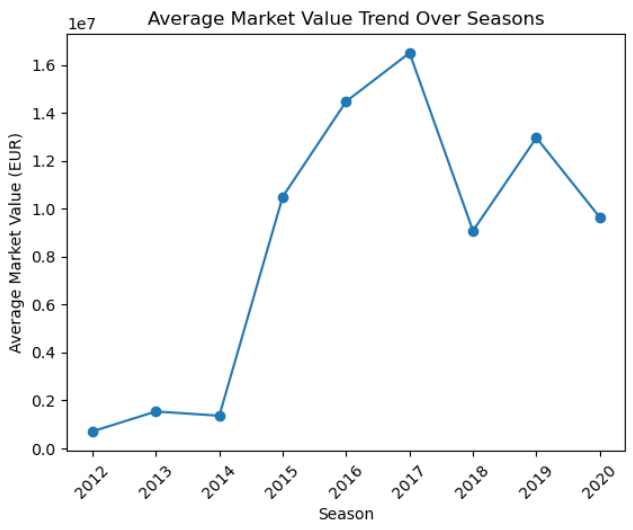 Average Market Value Trend Over Seasons
1e7
1.6
1.4
1.2
1.0
0.8
0.6
0.4
0.2
0.0
Average Market Value (EUR)
2012 2013 2014 2015 2016 2017 2018 2019 2020
Season